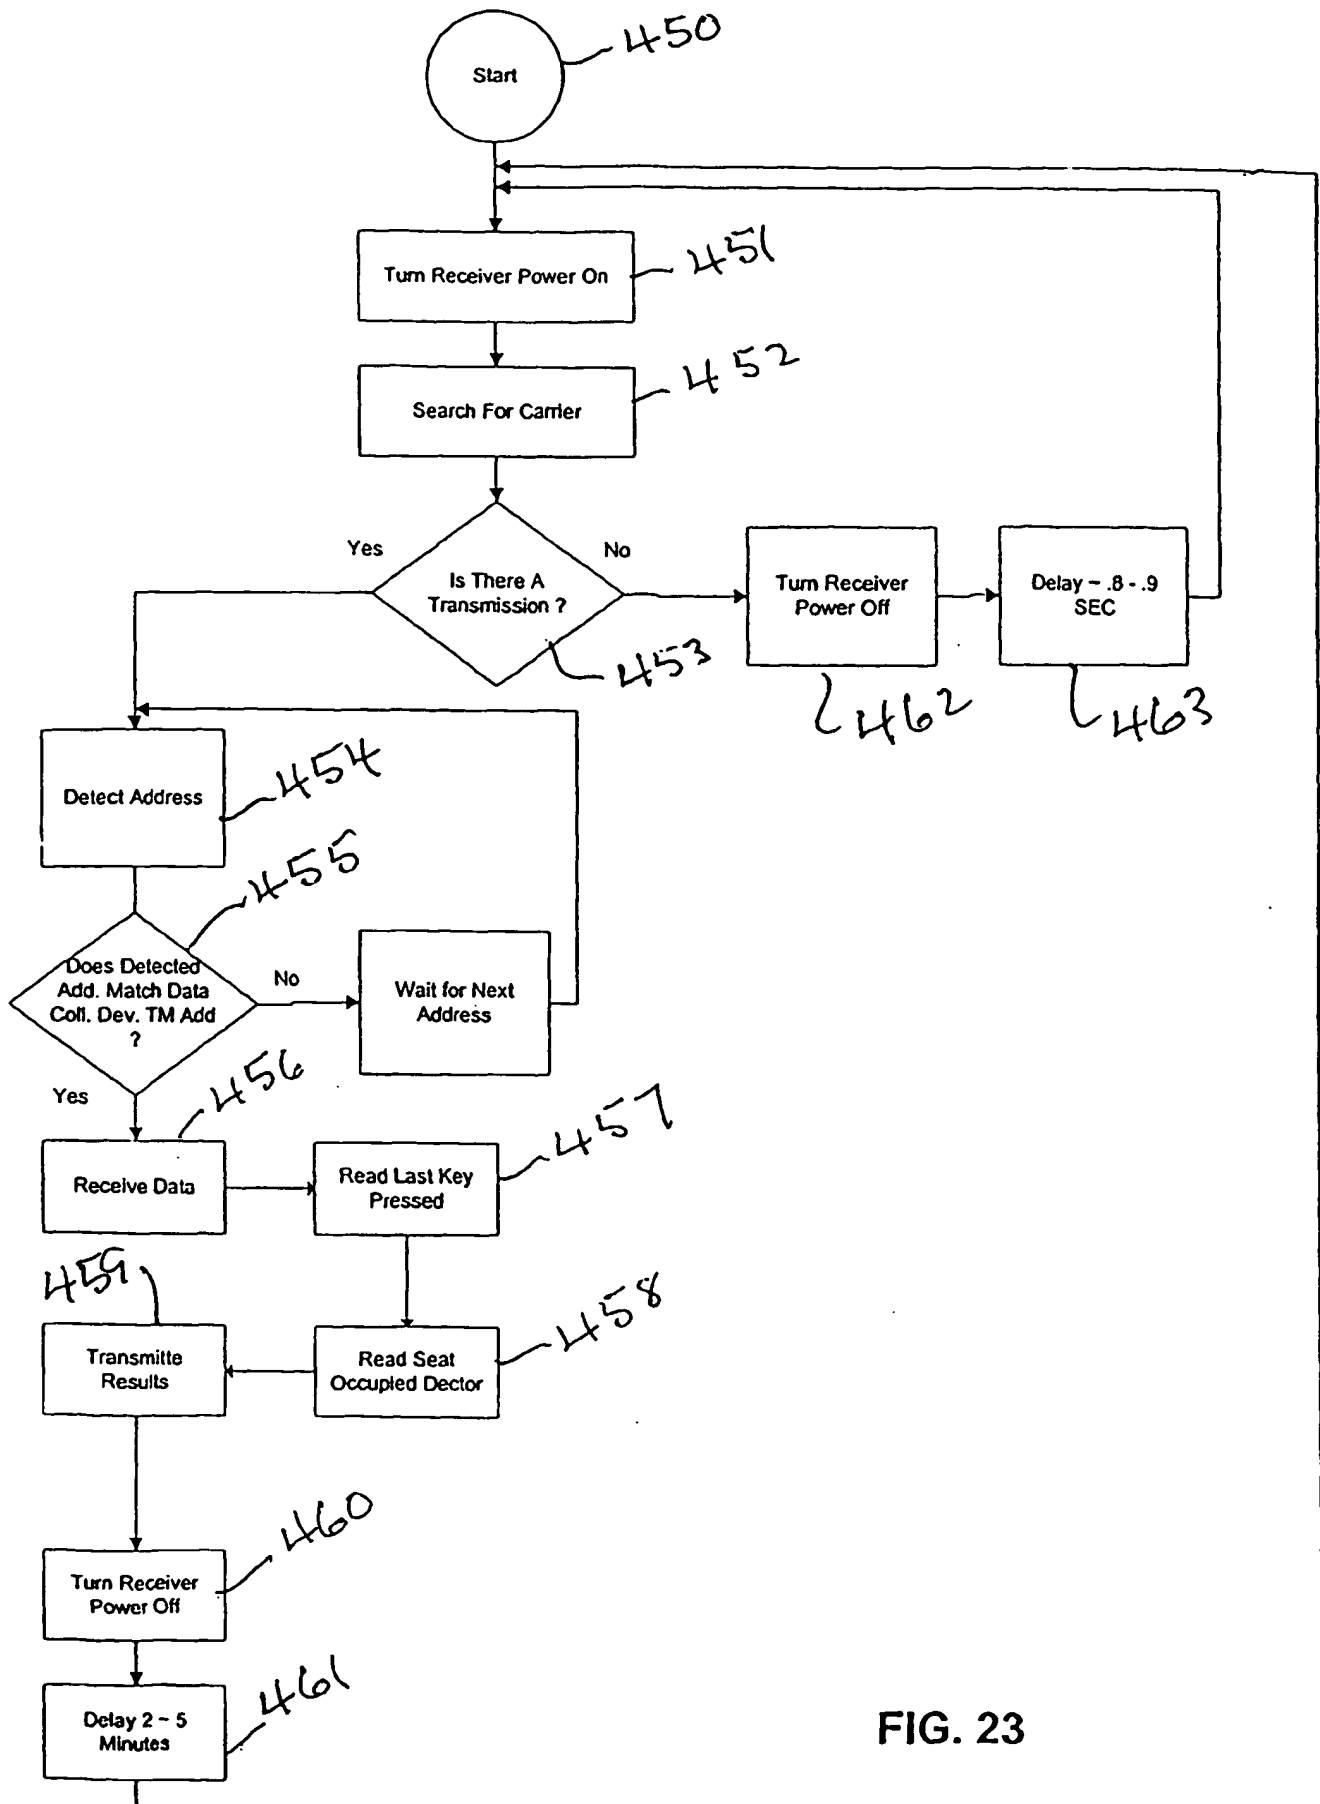 Start
450
Turn Receiver Power On
451
Search For Carrier
452
Yes
No
Is There A
Transmission ?
453
Turn Receiver
Power Off
462
Delay ~ .8 - .9
SEC
463
Detect Address
454
455
Does Detected
Add. Match Data
Coll. Dev. TM Add
?
No
Wait for Next
Address
Yes
456
Receive Data
Read Last Key
Pressed
457
459
Transmitte
Results
Read Seat
Occupied Dector
458
Turn Receiver
Power Off
460
Delay 2 ~ 5
Minutes
461
FIG. 23